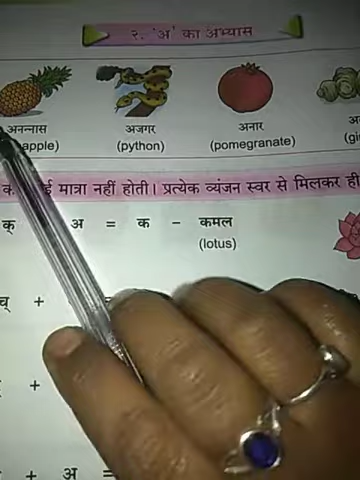 २. 'अ' का अभ्यास
अनन्नास अजगर अनार
apple) (python) (pomegranate)
मात्रा नहीं होती। प्रत्येक व्यंजन स्वर से मिलकर ही
क् अ = क - कमल
(lotus)
च् +
+
+ अ =